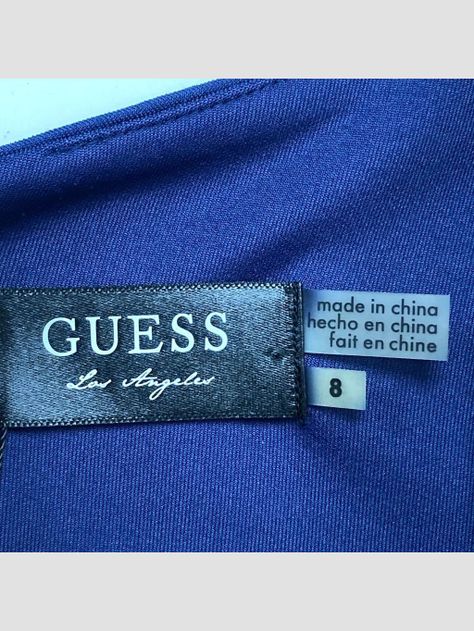 GUESS
Los Angeles
made in china
hecho en china
fait en chine
8